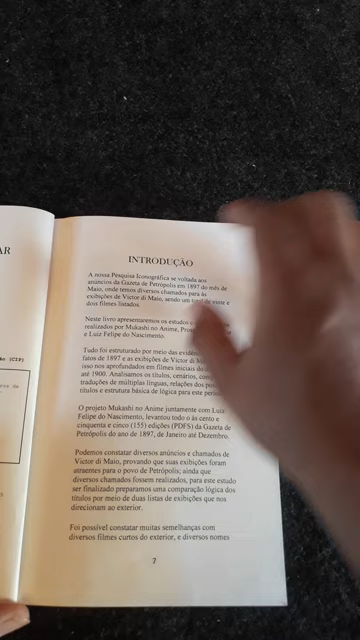 AR
ão (CIP)
INTRODUÇÃO
A nossa Pesquisa Iconográfica se voltada aos
anúncios da Gazeta de Petrópolis em 1897 do mês de
Maio, onde temos diversos chamados para às
exibições de Victor di Maio, sendo um total de vinte e
dois filmes listados.
Neste livro apresentaremos os estudos
realizados por Mukashi no Anime,
e Luiz Felipe do Nascimento.
Tudo foi estruturado por meio das
fatos de 1897 e as exibições de Victor di
isso nos aprofundados em filmes iniciais do
até 1900. Analisamos os títulos, cenários,
traduções de múltiplas línguas, relações dos
títulos e estrutura básica de lógica para este
O projeto Mukashi no Anime juntamente com Luiz
Felipe do Nascimento, levantou todo o às cento e
cinquenta e cinco (155) edições (PDFS) da Gazeta de
Petrópolis do ano de 1897, de Janeiro até Dezembro.
Podemos constatar diversos anúncios e chamados de
Victor di Maio, provando que suas exibições foram
atraentes para o povo de Petrópolis; ainda que
diversos chamados fossem realizados, para este estudo
ser finalizado preparamos uma comparação lógica dos
títulos por meio de duas listas de exibições que nos
direcionam ao exterior.
Foi possível constatar muitas semelhanças com
diversos filmes curtos do exterior, e diversos nomes
7